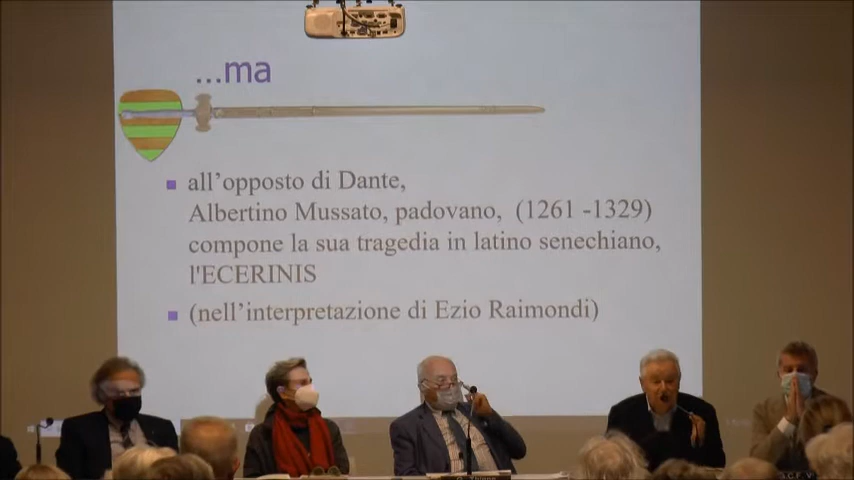 ...ma
all'opposto di Dante,
Albertino Mussato, padovano, (1261 -1329)
compone la sua tragedia in latino senechiano,
l'ECERINIS
(nell'interpretazione di Ezio Raimondi)